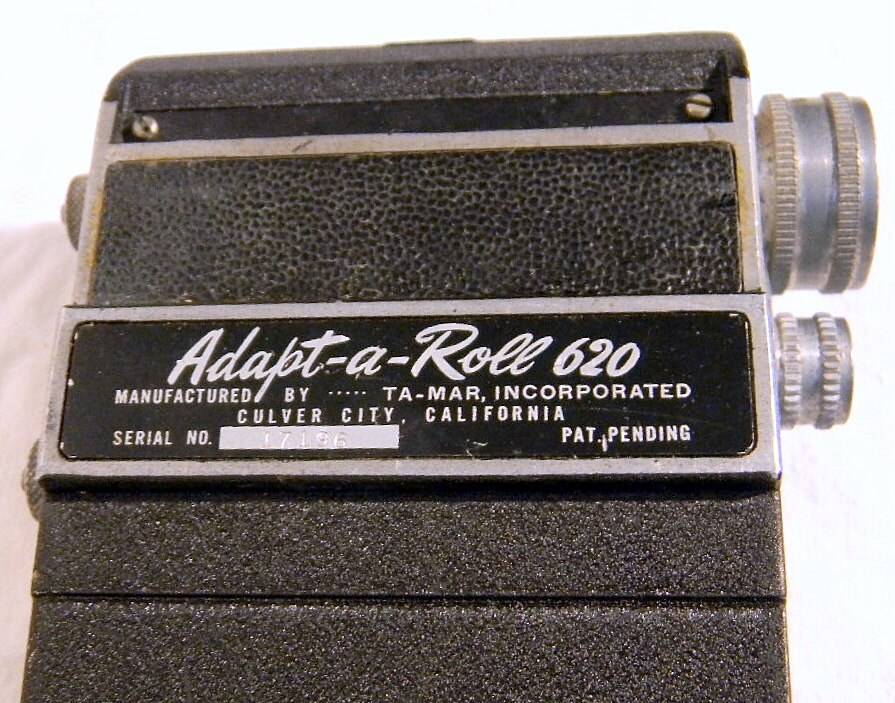 Adapt-a-Roll 620
MANUFACTURED BY ..... TA-MAR, INCORPORATED
CULVER CITY, CALIFORNIA
SERIAL NO. 17196 PAT. PENDING